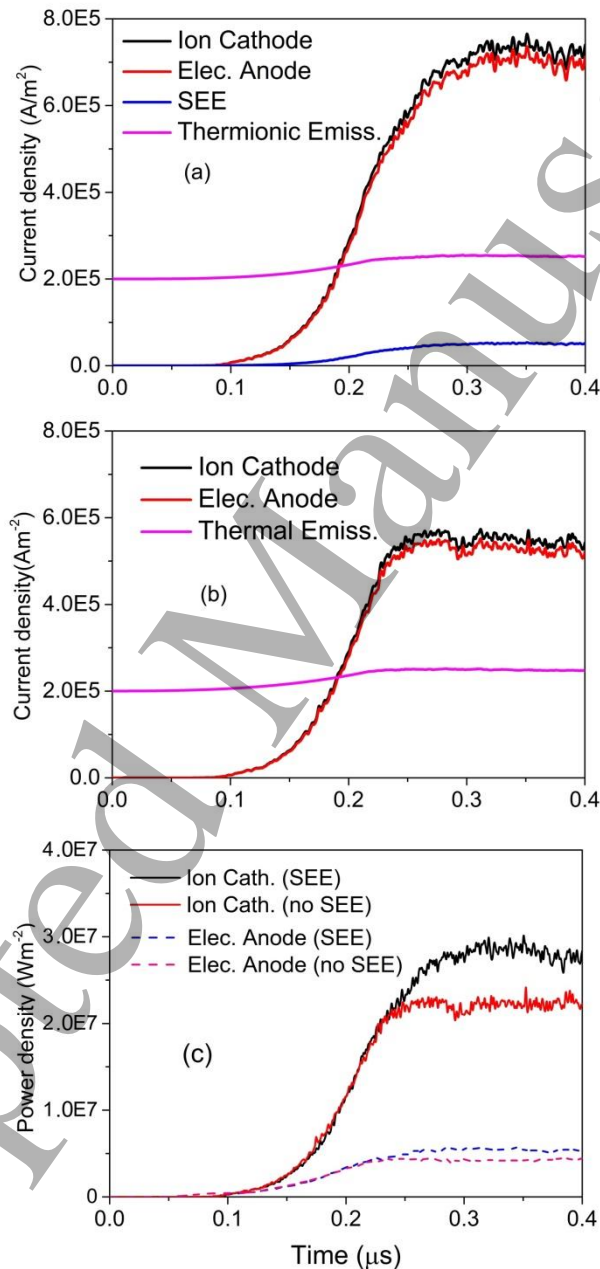 8.0E5
6.0E5
4.0E5
2.0E5
0.0
Current density (A/m²)
Ion Cathode
Elec. Anode
SEE
Thermionic Emiss.
(a)
0.0 0.1 0.2 0.3 0.4
8.0E5
6.0E5
4.0E5
2.0E5
0.0
Current density(Am⁻²)
Ion Cathode
Elec. Anode
Thermal Emiss.
(b)
0.0 0.1 0.2 0.3 0.4
4.0E7
3.0E7
2.0E7
1.0E7
0
Power density (Wm⁻²)
Ion Cath. (SEE)
Ion Cath. (no SEE)
Elec. Anode (SEE)
Elec. Anode (no SEE)
(c)
0.0 0.1 0.2 0.3 0.4
Time (μs)
pted Manus